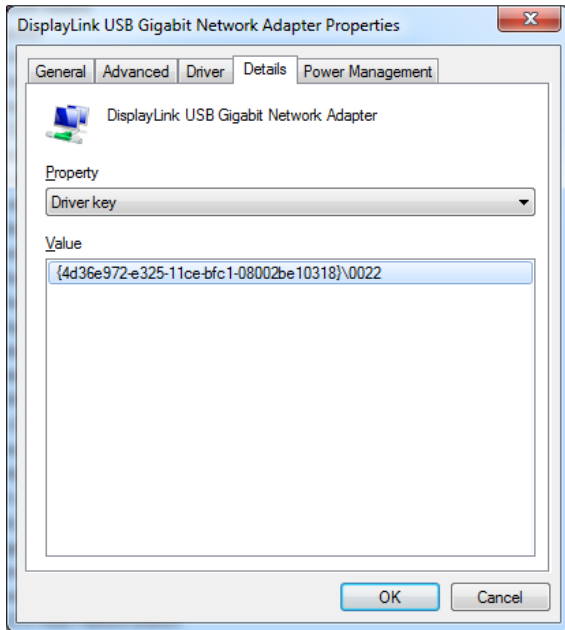 DisplayLink USB Gigabit Network Adapter Properties
General Advanced Driver Details Power Management
DisplayLink USB Gigabit Network Adapter
Property
Driver key
Value
{4d36e972-e325-11ce-bfc1-08002be10318}\0022
OK Cancel